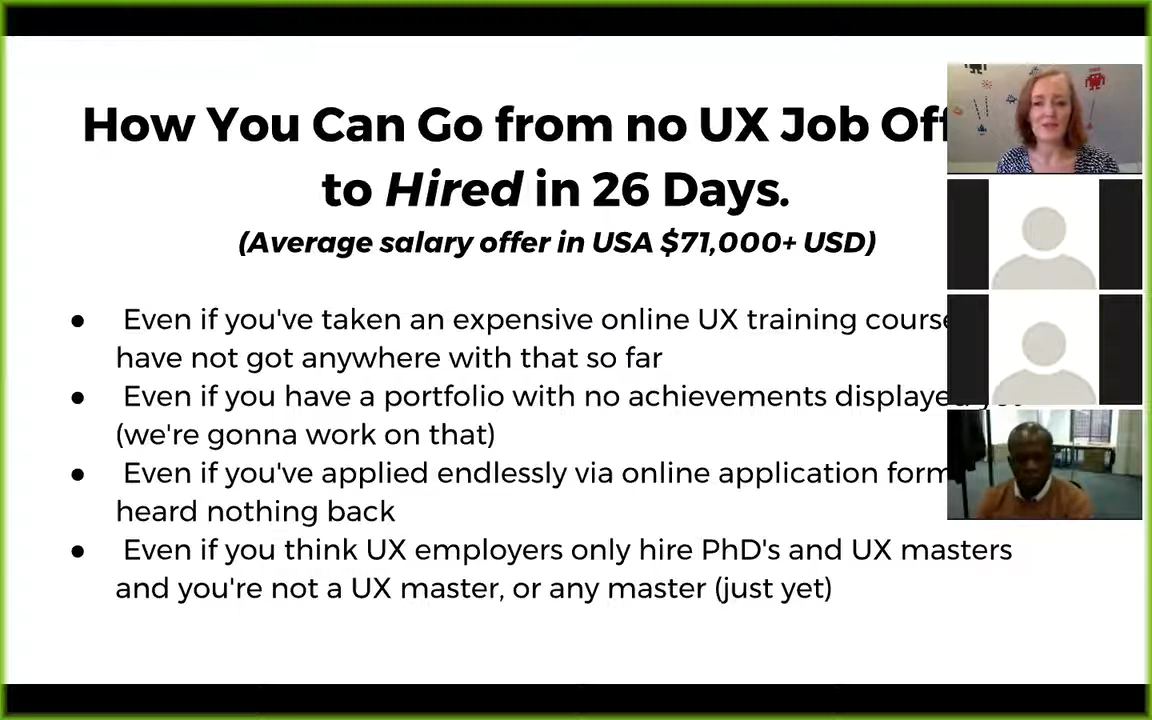 How You Can Go from no UX Job Off
to Hired in 26 Days.
(Average salary offer in USA $71,000+ USD)
● Even if you've taken an expensive online UX training course
have not got anywhere with that so far
● Even if you have a portfolio with no achievements displayed
(we're gonna work on that)
● Even if you've applied endlessly via online application form
heard nothing back
● Even if you think UX employers only hire PhD's and UX masters
and you're not a UX master, or any master (just yet)